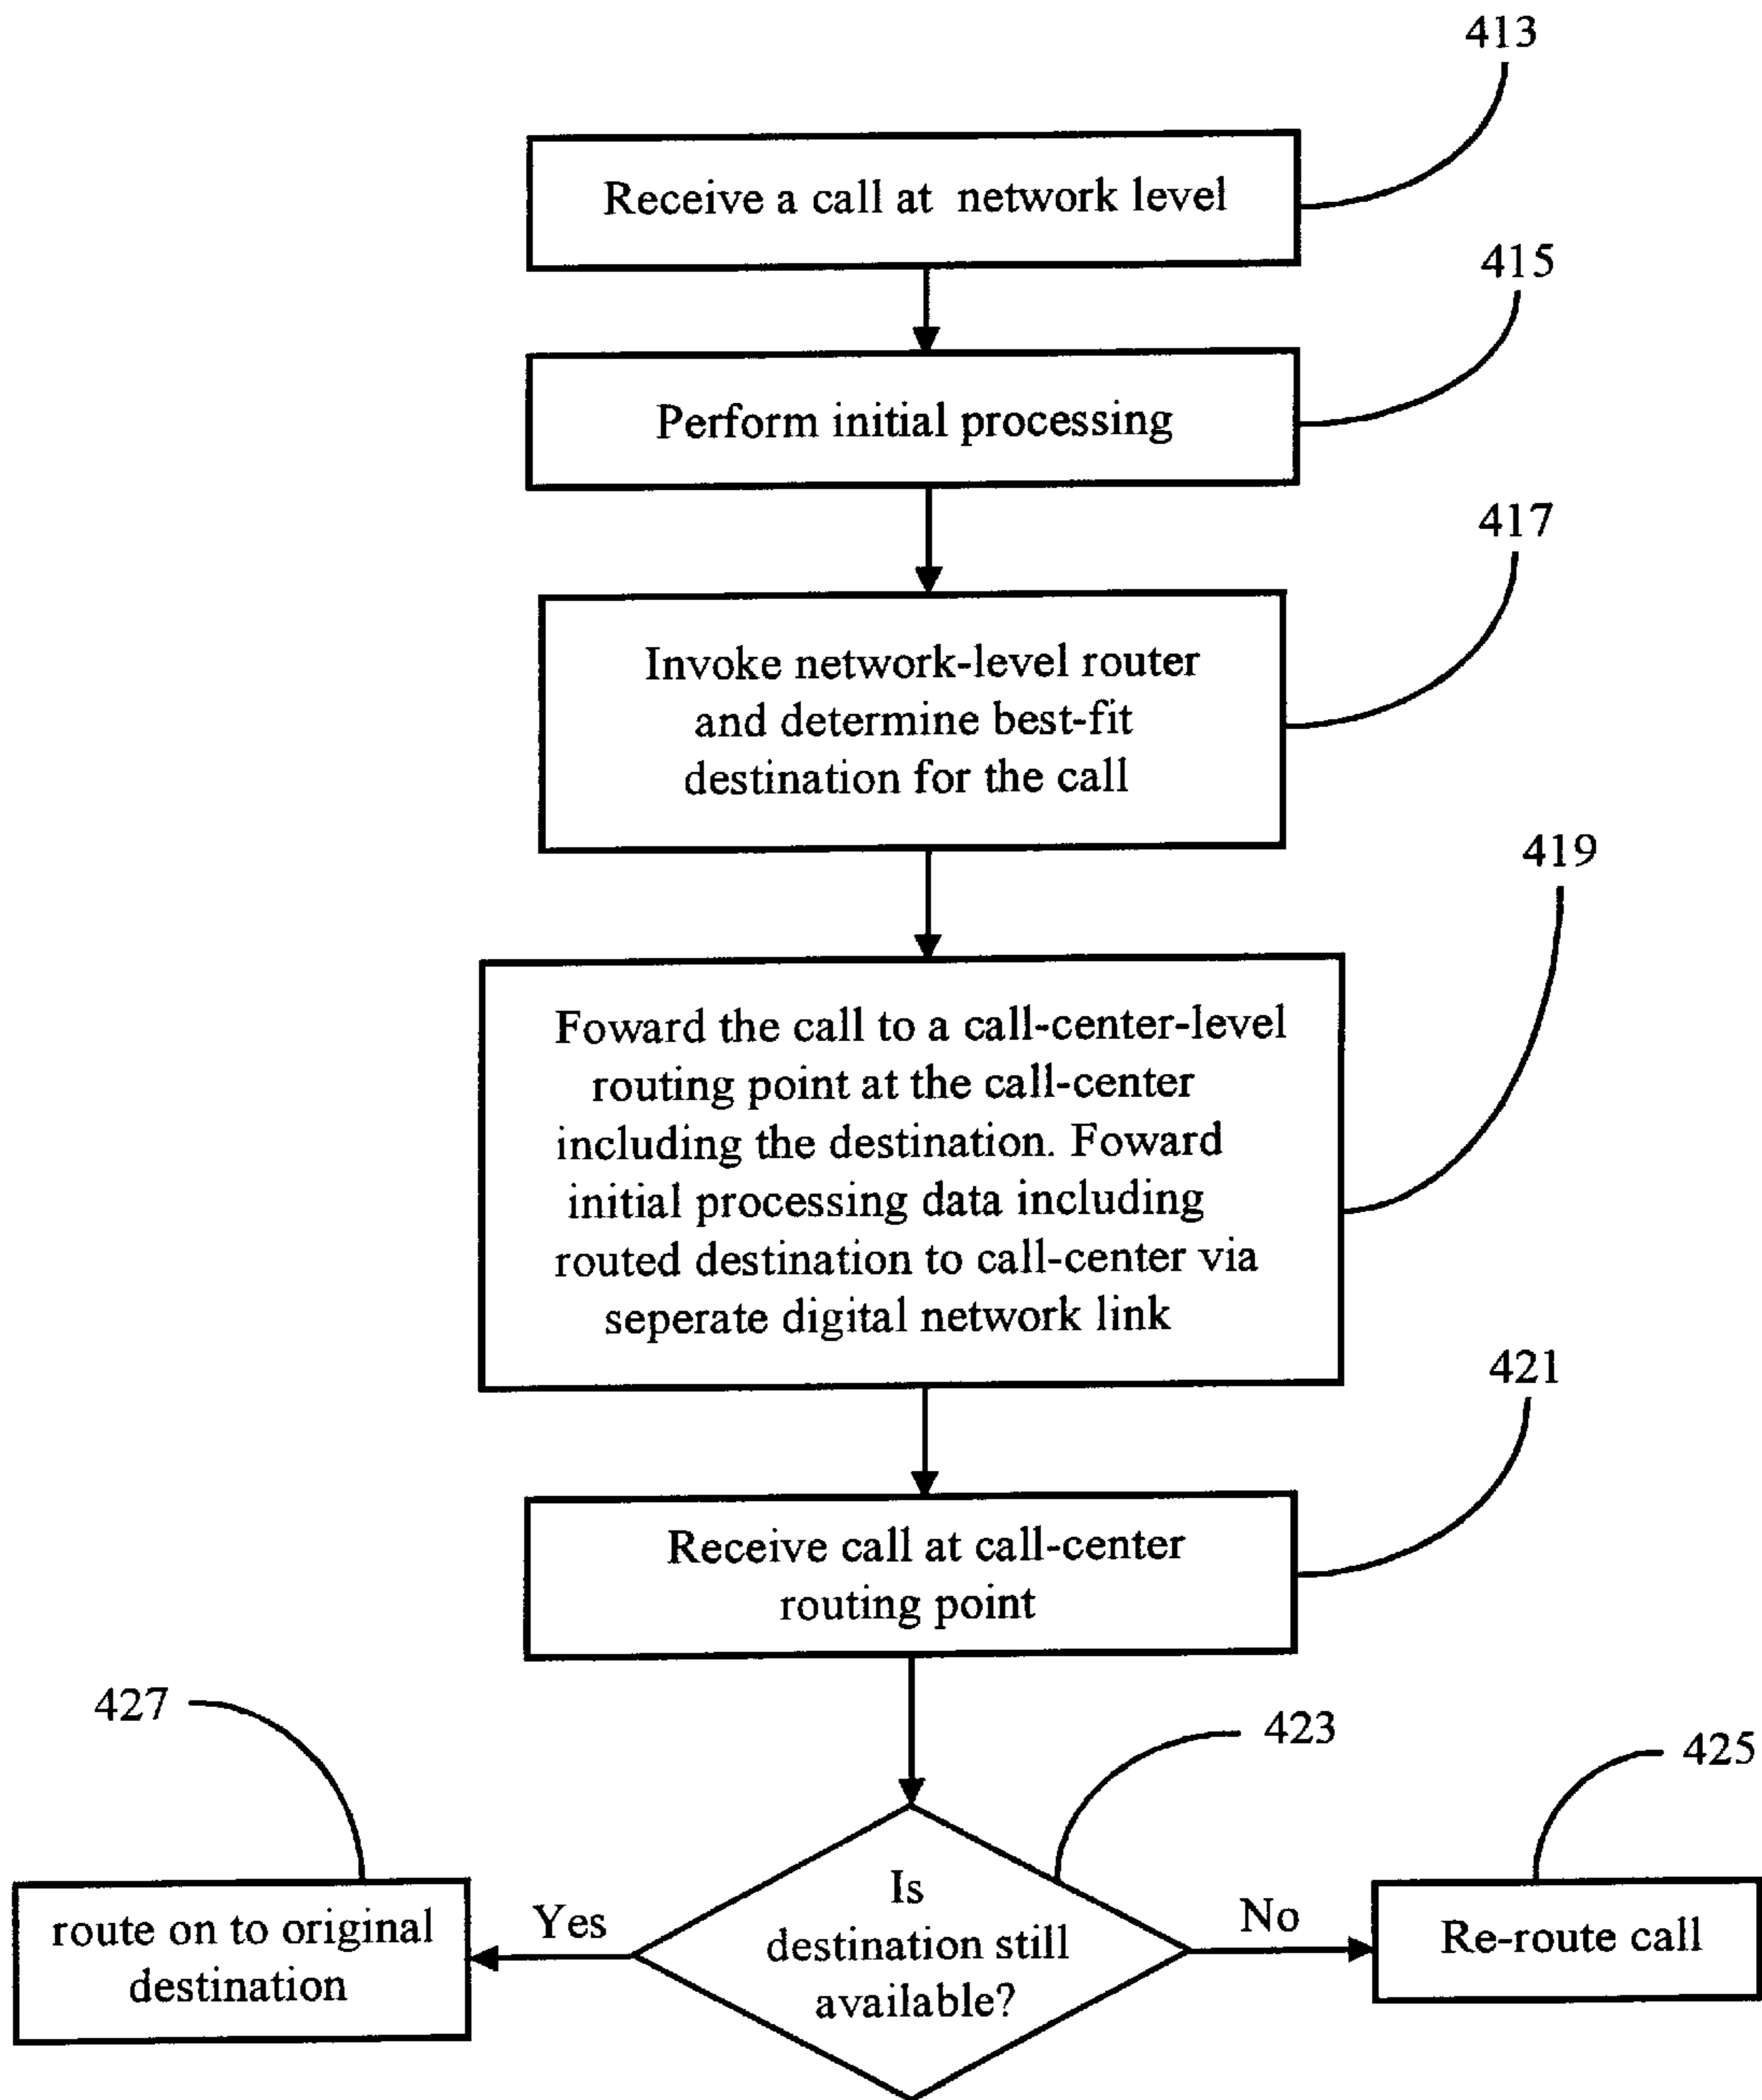 413
Receive a call at network level
415
Perform initial processing
417
Invoke network-level router
and determine best-fit
destination for the call
419
Foward the call to a call-center-level
routing point at the call-center
including the destination. Foward
initial processing data including
routed destination to call-center via
seperate digital network link
421
Receive call at call-center
routing point
427
423
425
Is
destination still
available?
Yes
No
route on to original
destination
Re-route call